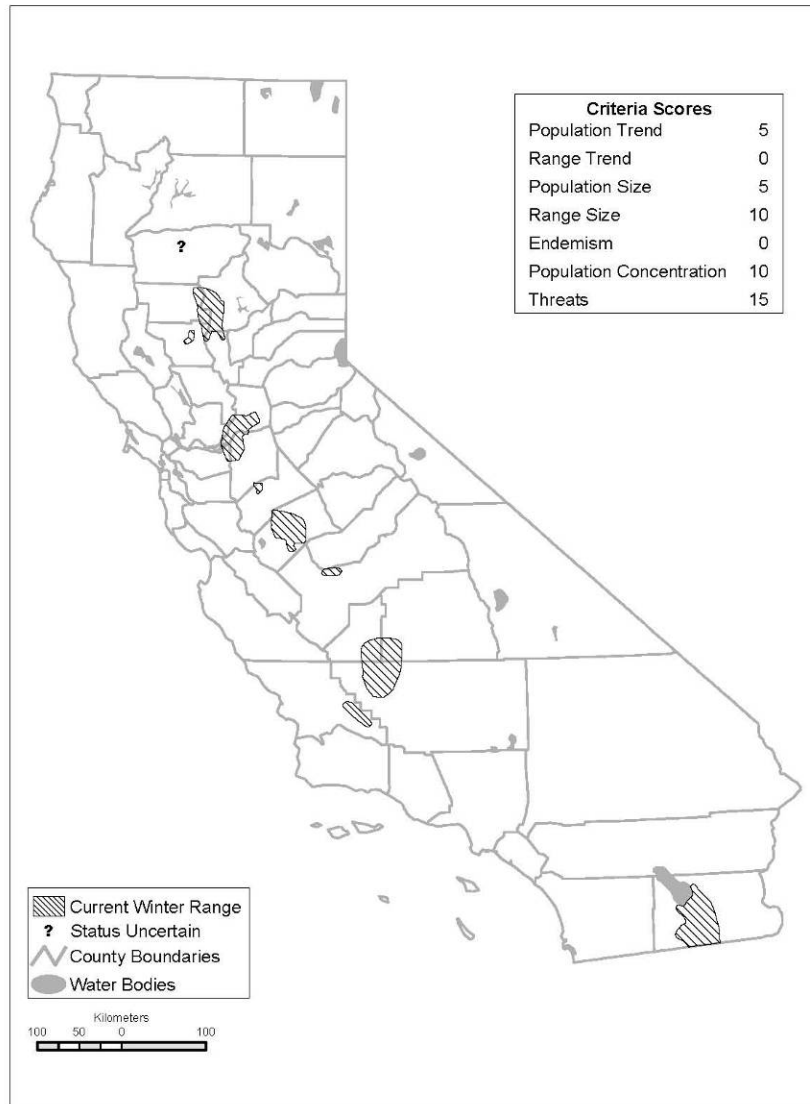 Criteria Scores
Population Trend 5
Range Trend 0
Population Size 5
Range Size 10
Endemism 0
Population Concentration 10
Threats 15
?
Current Winter Range
? Status Uncertain
County Boundaries
Water Bodies
Kilometers
100 50 0 100